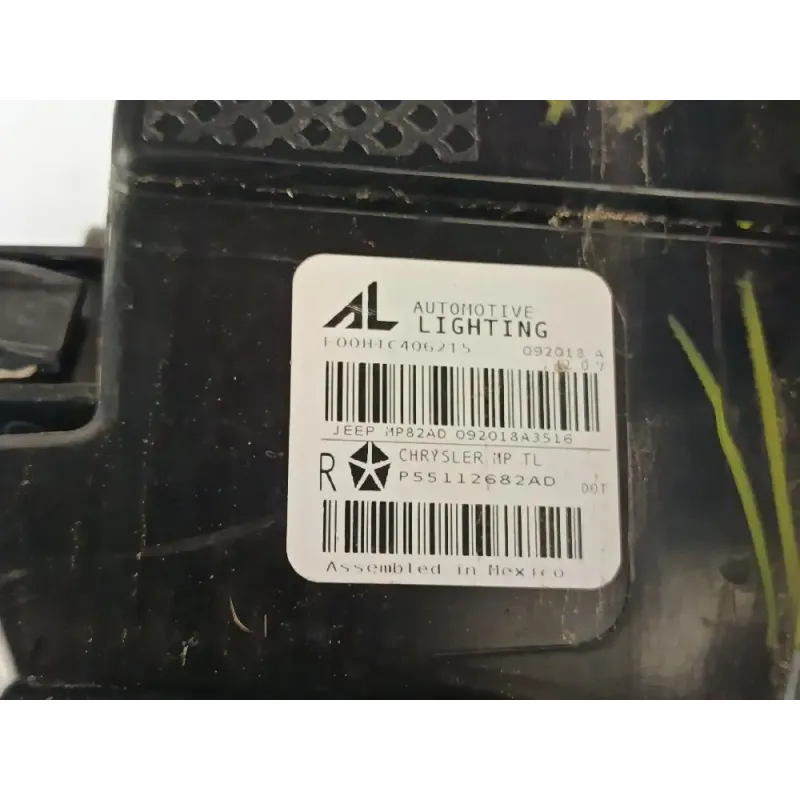 AL AUTOMOTIVE
LIGHTING
F00HTC406215 092018 A
JEEP MP82AD 092018A3516
R CHRYSLER MP TL
P55112682AD DOT
Assembled in Mexico